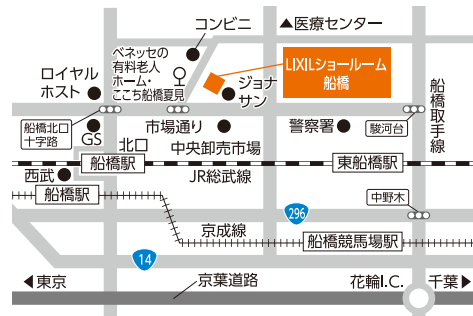 コンビニ
▲医療センター
ベネッセの
有料老人
ホーム・
ここち船橋夏見
LIXILショールーム
船橋
ロイヤル
ホスト
ジョナ
サン
船橋取手線
船橋北口
十字路
GS
市場通り
警察署
駿河台
北口
中央卸売市場
船橋駅
東船橋駅
西武
JR総武線
船橋駅
中野木
296
京成線
船橋競馬場駅
14
◀東京
京葉道路
花輪I.C.
千葉▶